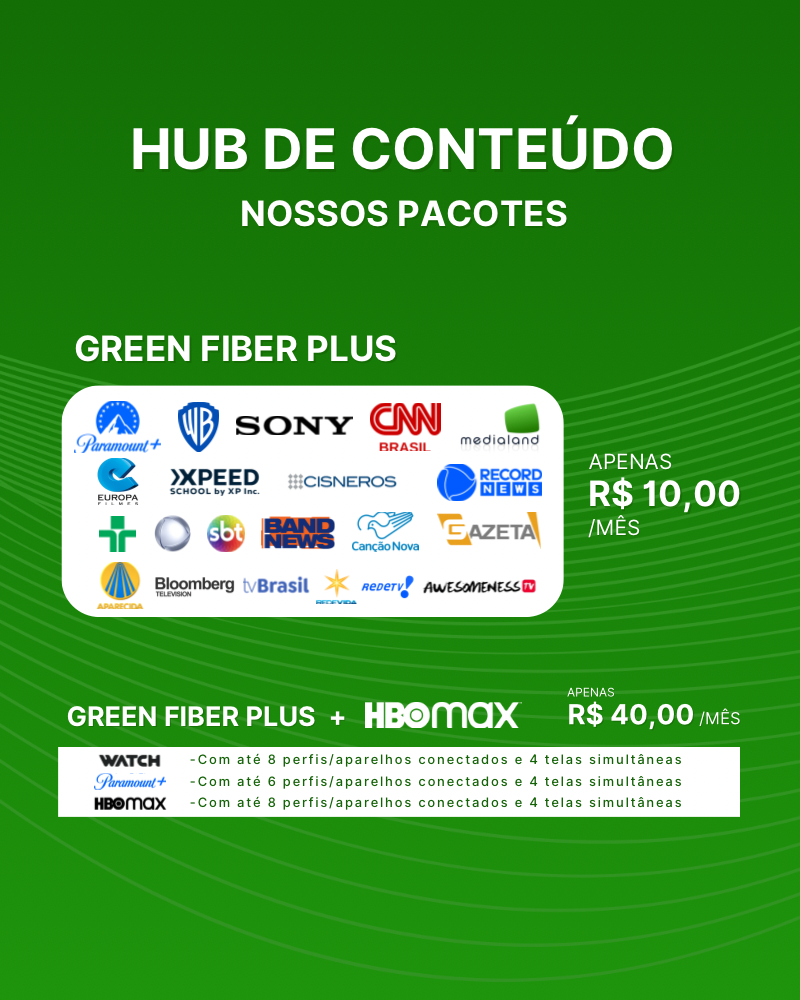 HUB DE CONTEÚDO
NOSSOS PACOTES
GREEN FIBER PLUS
Paramount+
WB
SONY
CNN
BRASIL
medialand
EUROPA
FILMES
XPEED
SCHOOL by XP Inc.
CISNEROS
RECORD
NEWS
sbt
BAND
NEWS
Canção Nova
GAZETA
APARECIDA
Bloomberg
TELEVISION
tvBrasil
REDEVIDA
REDETV!
AWESOMENESS TV
APENAS
R$ 10,00
/MÊS
GREEN FIBER PLUS + HBOmax
APENAS
R$ 40,00 /MÊS
WATCH -Com até 8 perfis/aparelhos conectados e 4 telas simultâneas
Paramount+ -Com até 6 perfis/aparelhos conectados e 4 telas simultâneas
HBOmax -Com até 8 perfis/aparelhos conectados e 4 telas simultâneas